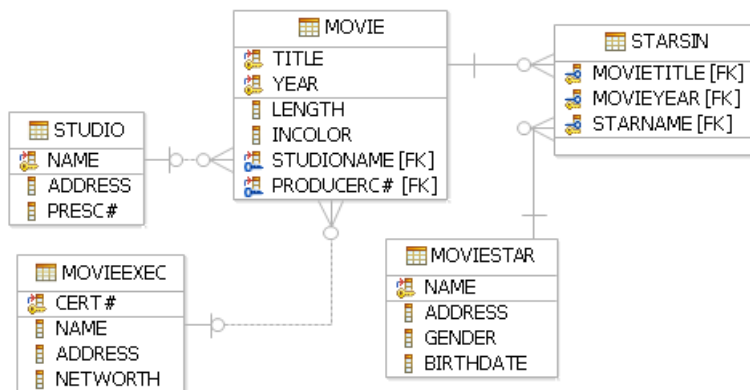 MOVIE
TITLE
YEAR
LENGTH
INCOLOR
STUDIONAME [FK]
PRODUCERC# [FK]
STARSIN
MOVIETITLE [FK]
MOVIEYEAR [FK]
STARNAME [FK]
STUDIO
NAME
ADDRESS
PRESC#
MOVIEEXEC
CERT#
NAME
ADDRESS
NETWORTH
MOVIESTAR
NAME
ADDRESS
GENDER
BIRTHDATE